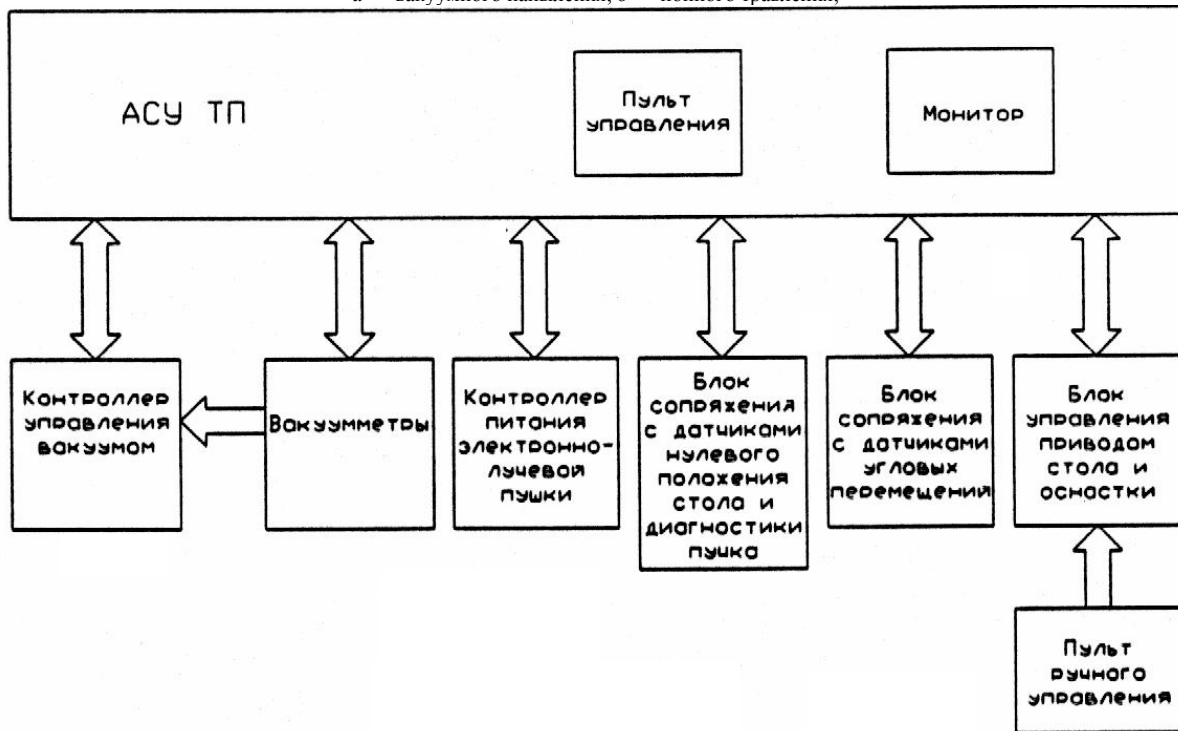 АСУ ТП
Пульт
управления
Монитор
Контроллер
управления
вакуумом
Вакуумметры
Контроллер
питания
электронно-
лучевой
пушки
Блок
сопряжения
с датчиками
нулевого
положения
стола и
диагностики
пучка
Блок
сопряжения
с датчиками
угловых
перемещений
Блок
управления
приводом
стола и
оснастки
Пульт
ручного
управления